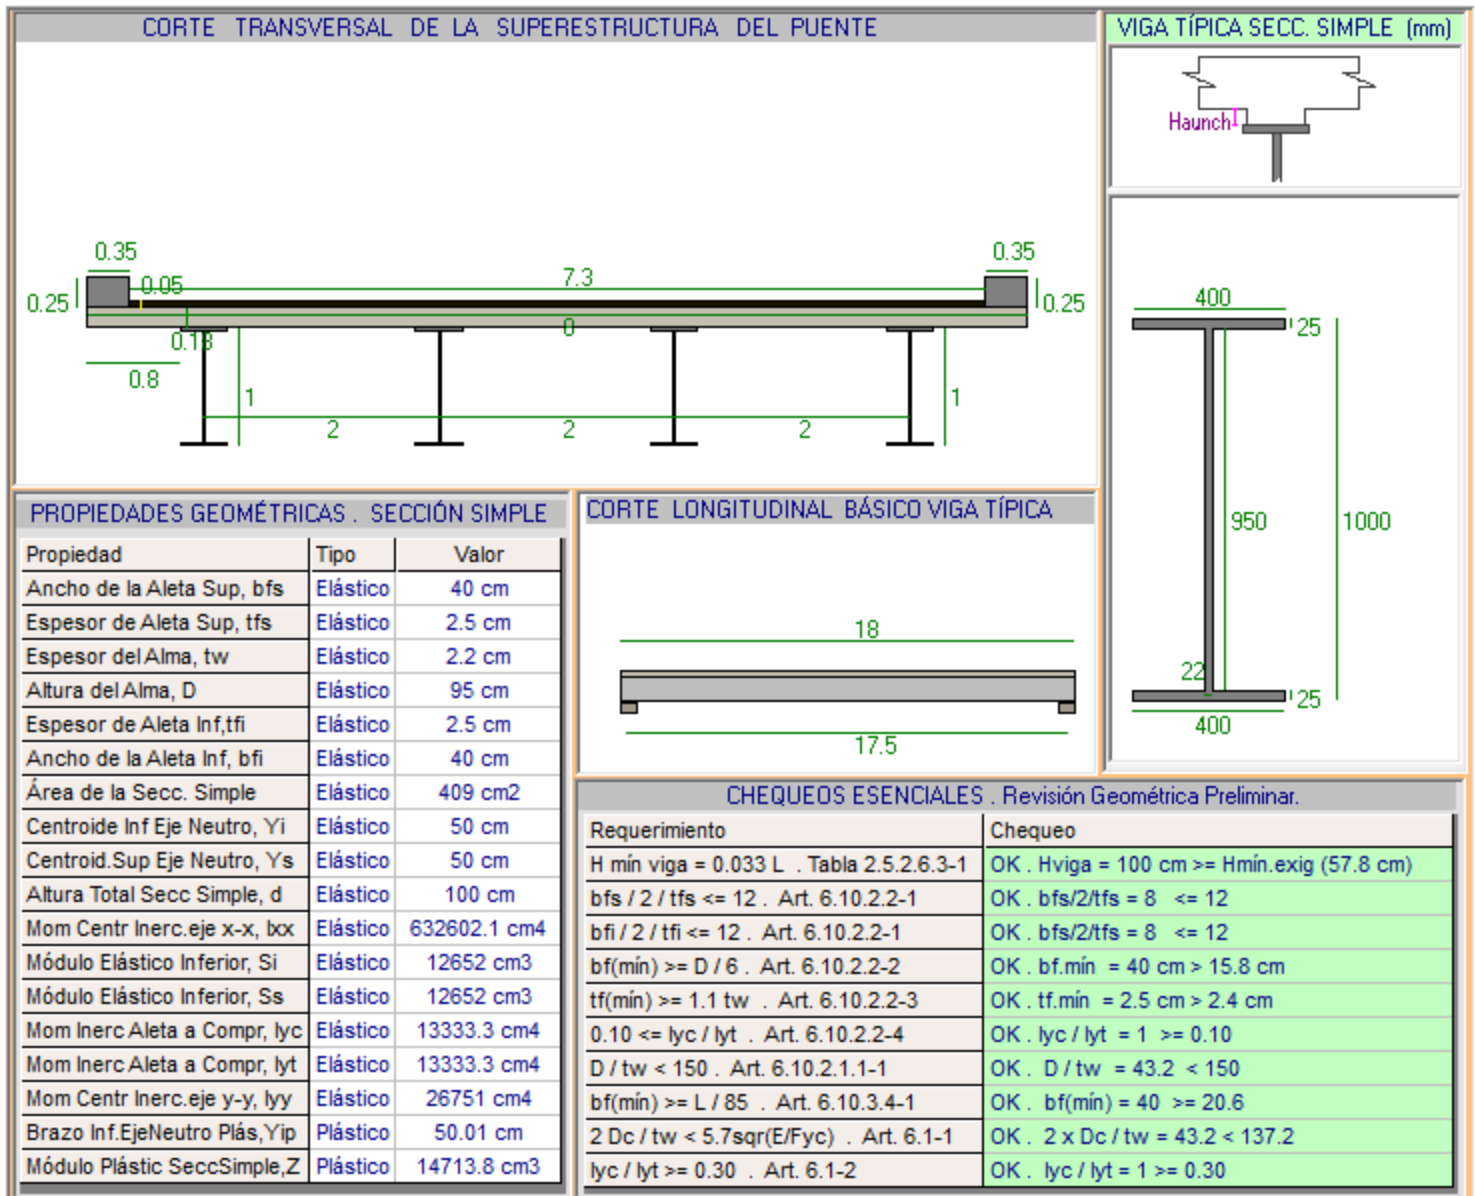 CORTE TRANSVERSAL DE LA SUPERESTRUCTURA DEL PUENTE
0.35
0.35
7.3
0.05
0.25
0.25
0
0.18
0.8
1
1
2
2
2
VIGA TÍPICA SECC. SIMPLE (mm)
Haunch
400
25
950
1000
22
25
400
PROPIEDADES GEOMÉTRICAS . SECCIÓN SIMPLE
Propiedad Tipo Valor
Ancho de la Aleta Sup, bfs Elástico 40 cm
Espesor de Aleta Sup, tfs Elástico 2.5 cm
Espesor del Alma, tw Elástico 2.2 cm
Altura del Alma, D Elástico 95 cm
Espesor de Aleta Inf,tfi Elástico 2.5 cm
Ancho de la Aleta Inf, bfi Elástico 40 cm
Área de la Secc. Simple Elástico 409 cm2
Centroide Inf Eje Neutro, Yi Elástico 50 cm
Centroid.Sup Eje Neutro, Ys Elástico 50 cm
Altura Total Secc Simple, d Elástico 100 cm
Mom Centr Inerc.eje x-x, Ixx Elástico 632602.1 cm4
Módulo Elástico Inferior, Si Elástico 12652 cm3
Módulo Elástico Inferior, Ss Elástico 12652 cm3
Mom Inerc Aleta a Compr, Iyc Elástico 13333.3 cm4
Mom Inerc Aleta a Compr, Iyt Elástico 13333.3 cm4
Mom Centr Inerc.eje y-y, Iyy Elástico 26751 cm4
Brazo Inf.EjeNeutro Plás,Yip Plástico 50.01 cm
Módulo Plástic SeccSimple,Z Plástico 14713.8 cm3
CORTE LONGITUDINAL BÁSICO VIGA TÍPICA
18
17.5
CHEQUEOS ESENCIALES . Revisión Geométrica Preliminar.
Requerimiento Chequeo
H mín viga = 0.033 L . Tabla 2.5.2.6.3-1 OK . Hviga = 100 cm >= Hmín.exig (57.8 cm)
bfs / 2 / tfs <= 12 . Art. 6.10.2.2-1 OK . bfs/2/tfs = 8 <= 12
bfi / 2 / tfi <= 12 . Art. 6.10.2.2-1 OK . bfs/2/tfs = 8 <= 12
bf(mín) >= D / 6 . Art. 6.10.2.2-2 OK . bf.mín = 40 cm > 15.8 cm
tf(mín) >= 1.1 tw . Art. 6.10.2.2-3 OK . tf.mín = 2.5 cm > 2.4 cm
0.10 <= Iyc / Iyt . Art. 6.10.2.2-4 OK . Iyc / Iyt = 1 >= 0.10
D / tw < 150 . Art. 6.10.2.1.1-1 OK . D / tw = 43.2 < 150
bf(mín) >= L / 85 . Art. 6.10.3.4-1 OK . bf(mín) = 40 >= 20.6
2 Dc / tw < 5.7sqr(E/Fyc) . Art. 6.1-1 OK . 2 x Dc / tw = 43.2 < 137.2
Iyc / Iyt >= 0.30 . Art. 6.1-2 OK . Iyc / Iyt = 1 >= 0.30